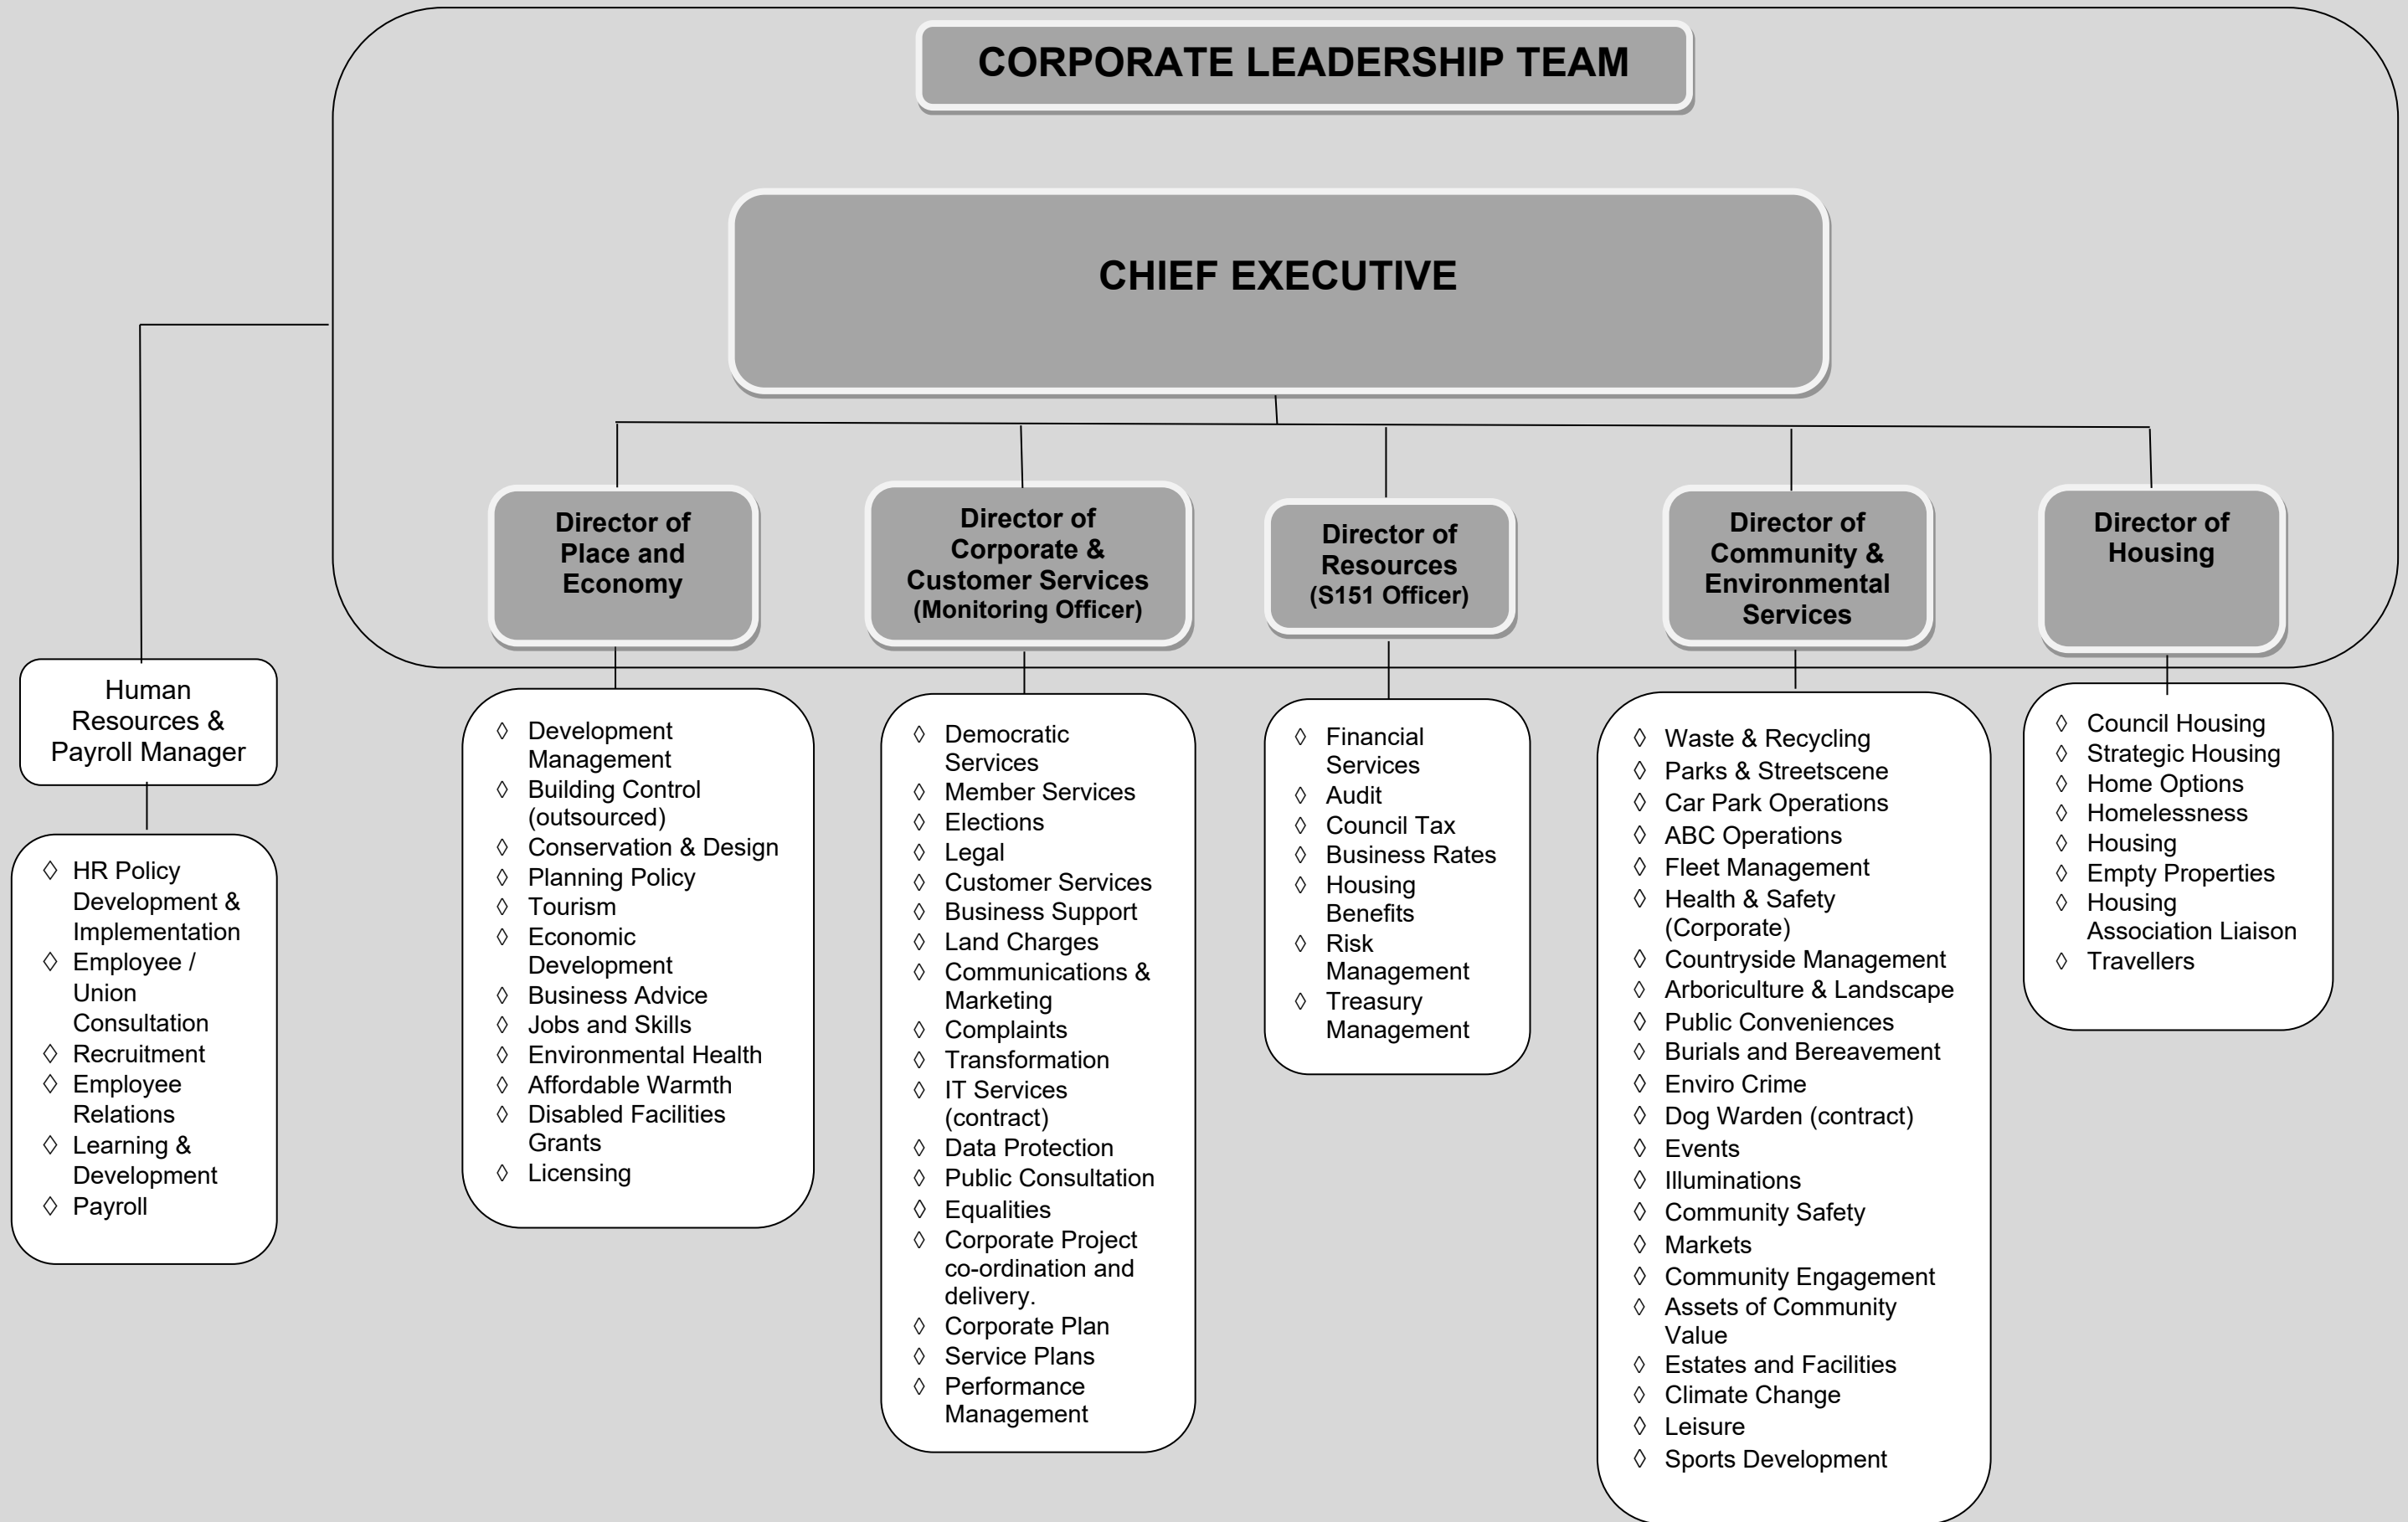 CORPORATE LEADERSHIP TEAM
CHIEF EXECUTIVE
Director of
Place and
Economy
Director of
Corporate &
Customer Services
(Monitoring Officer)
Director of
Resources
(S151 Officer)
Director of
Community &
Environmental
Services
Director of
Housing
Human
Resources &
Payroll Manager
◊ HR Policy
Development &
Implementation
◊ Employee /
Union
Consultation
◊ Recruitment
◊ Employee
Relations
◊ Learning &
Development
◊ Payroll
◊ Development
Management
◊ Building Control
(outsourced)
◊ Conservation & Design
◊ Planning Policy
◊ Tourism
◊ Economic
Development
◊ Business Advice
◊ Jobs and Skills
◊ Environmental Health
◊ Affordable Warmth
◊ Disabled Facilities
Grants
◊ Licensing
◊ Democratic
Services
◊ Member Services
◊ Elections
◊ Legal
◊ Customer Services
◊ Business Support
◊ Land Charges
◊ Communications &
Marketing
◊ Complaints
◊ Transformation
◊ IT Services
(contract)
◊ Data Protection
◊ Public Consultation
◊ Equalities
◊ Corporate Project
co-ordination and
delivery.
◊ Corporate Plan
◊ Service Plans
◊ Performance
Management
◊ Financial
Services
◊ Audit
◊ Council Tax
◊ Business Rates
◊ Housing
Benefits
◊ Risk
Management
◊ Treasury
Management
◊ Waste & Recycling
◊ Parks & Streetscene
◊ Car Park Operations
◊ ABC Operations
◊ Fleet Management
◊ Health & Safety
(Corporate)
◊ Countryside Management
◊ Arboriculture & Landscape
◊ Public Conveniences
◊ Burials and Bereavement
◊ Enviro Crime
◊ Dog Warden (contract)
◊ Events
◊ Illuminations
◊ Community Safety
◊ Markets
◊ Community Engagement
◊ Assets of Community
Value
◊ Estates and Facilities
◊ Climate Change
◊ Leisure
◊ Sports Development
◊ Council Housing
◊ Strategic Housing
◊ Home Options
◊ Homelessness
◊ Housing
◊ Empty Properties
◊ Housing
Association Liaison
◊ Travellers